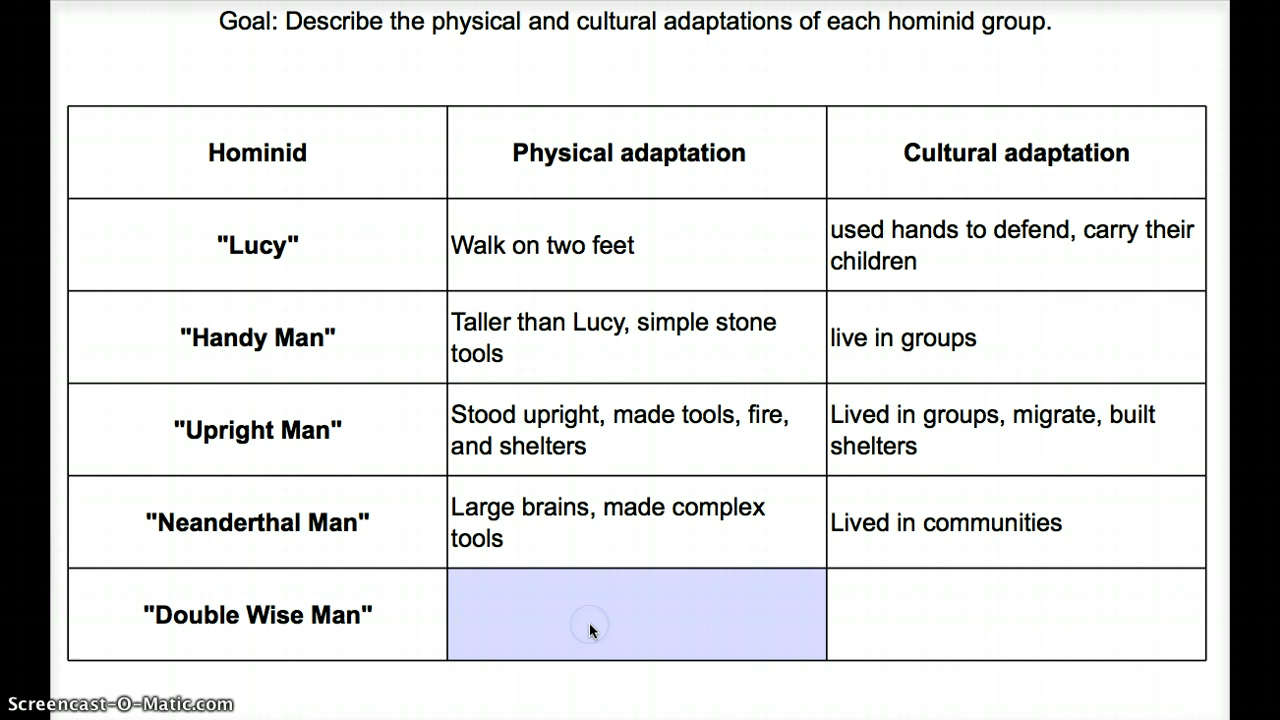 Goal: Describe the physical and cultural adaptations of each hominid group.
Hominid
Physical adaptation
Cultural adaptation
"Lucy"
Walk on two feet
used hands to defend, carry their
children
"Handy Man"
Taller than Lucy, simple stone
tools
live in groups
"Upright Man"
Stood upright, made tools, fire,
and shelters
Lived in groups, migrate, built
shelters
"Neanderthal Man"
Large brains, made complex
tools
Lived in communities
"Double Wise Man"
Screencast-O-Matic.com